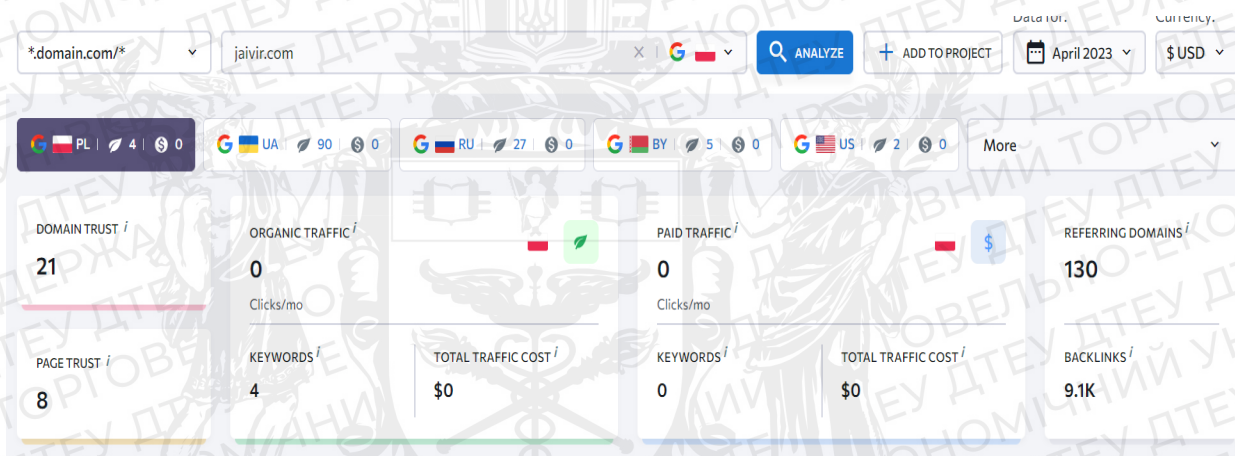 Data for: Currency:
*.domain.com/* jaivir.com X ANALYZE + ADD TO PROJECT April 2023 $ USD
PL 4 $ 0 UA 90 $ 0 RU 27 $ 0 BY 5 $ 0 US 2 $ 0 More
DOMAIN TRUST i
21
PAGE TRUST i
8
ORGANIC TRAFFIC i
0
Clicks/mo
KEYWORDS i TOTAL TRAFFIC COST i
4 $0
PAID TRAFFIC i
$
0
Clicks/mo
KEYWORDS i TOTAL TRAFFIC COST i
0 $0
REFERRING DOMAINS i
130
BACKLINKS i
9.1K